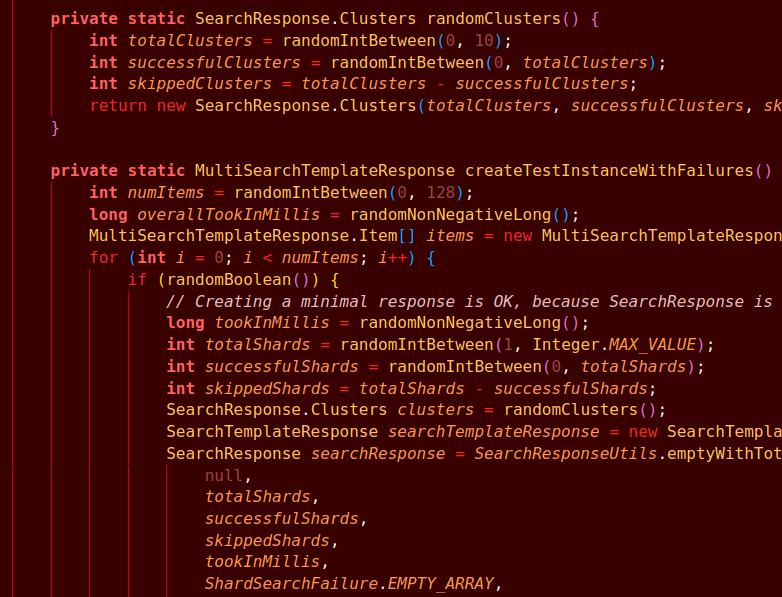 private static SearchResponse.Clusters randomClusters() {
int totalClusters = randomIntBetween(0, 10);
int successfulClusters = randomIntBetween(0, totalClusters);
int skippedClusters = totalClusters - successfulClusters;
return new SearchResponse.Clusters(totalClusters, successfulClusters, sk
}
private static MultiSearchTemplateResponse createTestInstanceWithFailures()
int numItems = randomIntBetween(0, 128);
long overallTookInMillis = randomNonNegativeLong();
MultiSearchTemplateResponse.Item[] items = new MultiSearchTemplateRespon
for (int i = 0; i < numItems; i++) {
if (randomBoolean()) {
// Creating a minimal response is OK, because SearchResponse is
long tookInMillis = randomNonNegativeLong();
int totalShards = randomIntBetween(1, Integer.MAX_VALUE);
int successfulShards = randomIntBetween(0, totalShards);
int skippedShards = totalShards - successfulShards;
SearchResponse.Clusters clusters = randomClusters();
SearchTemplateResponse searchTemplateResponse = new SearchTempla
SearchResponse searchResponse = SearchResponseUtils.emptyWithTot
null,
totalShards,
successfulShards,
skippedShards,
tookInMillis,
ShardSearchFailure.EMPTY_ARRAY,